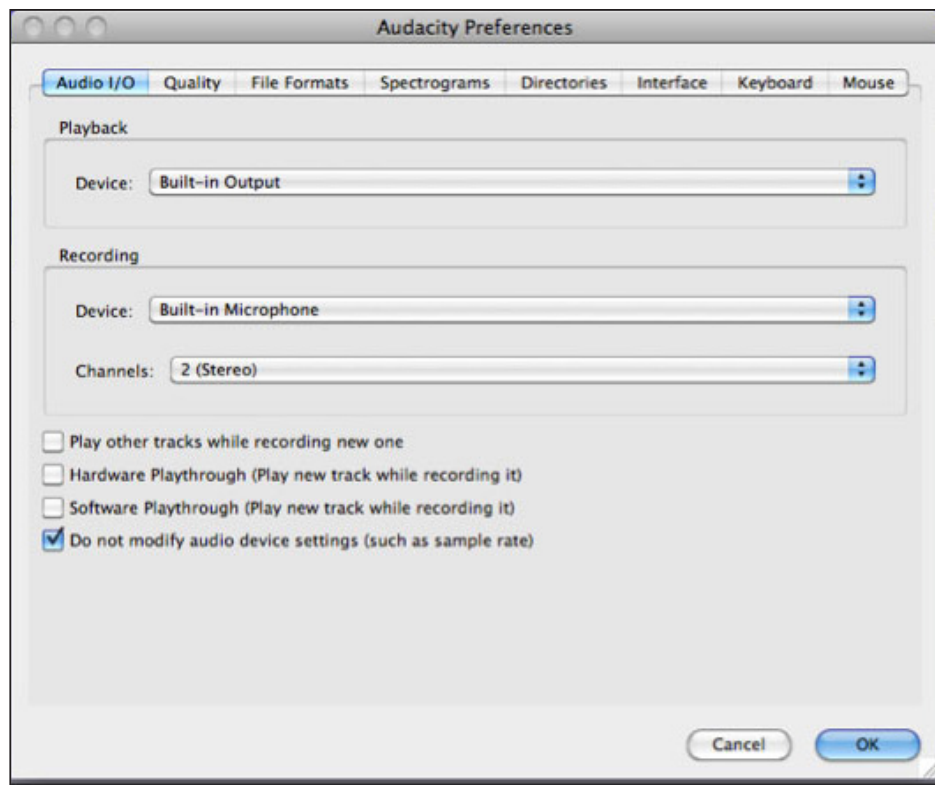 Audacity Preferences
Audio I/O Quality File Formats Spectrograms Directories Interface Keyboard Mouse
Playback
Device: Built-in Output
Recording
Device: Built-in Microphone
Channels: 2 (Stereo)
Play other tracks while recording new one
Hardware Playthrough (Play new track while recording it)
Software Playthrough (Play new track while recording it)
Do not modify audio device settings (such as sample rate)
Cancel OK